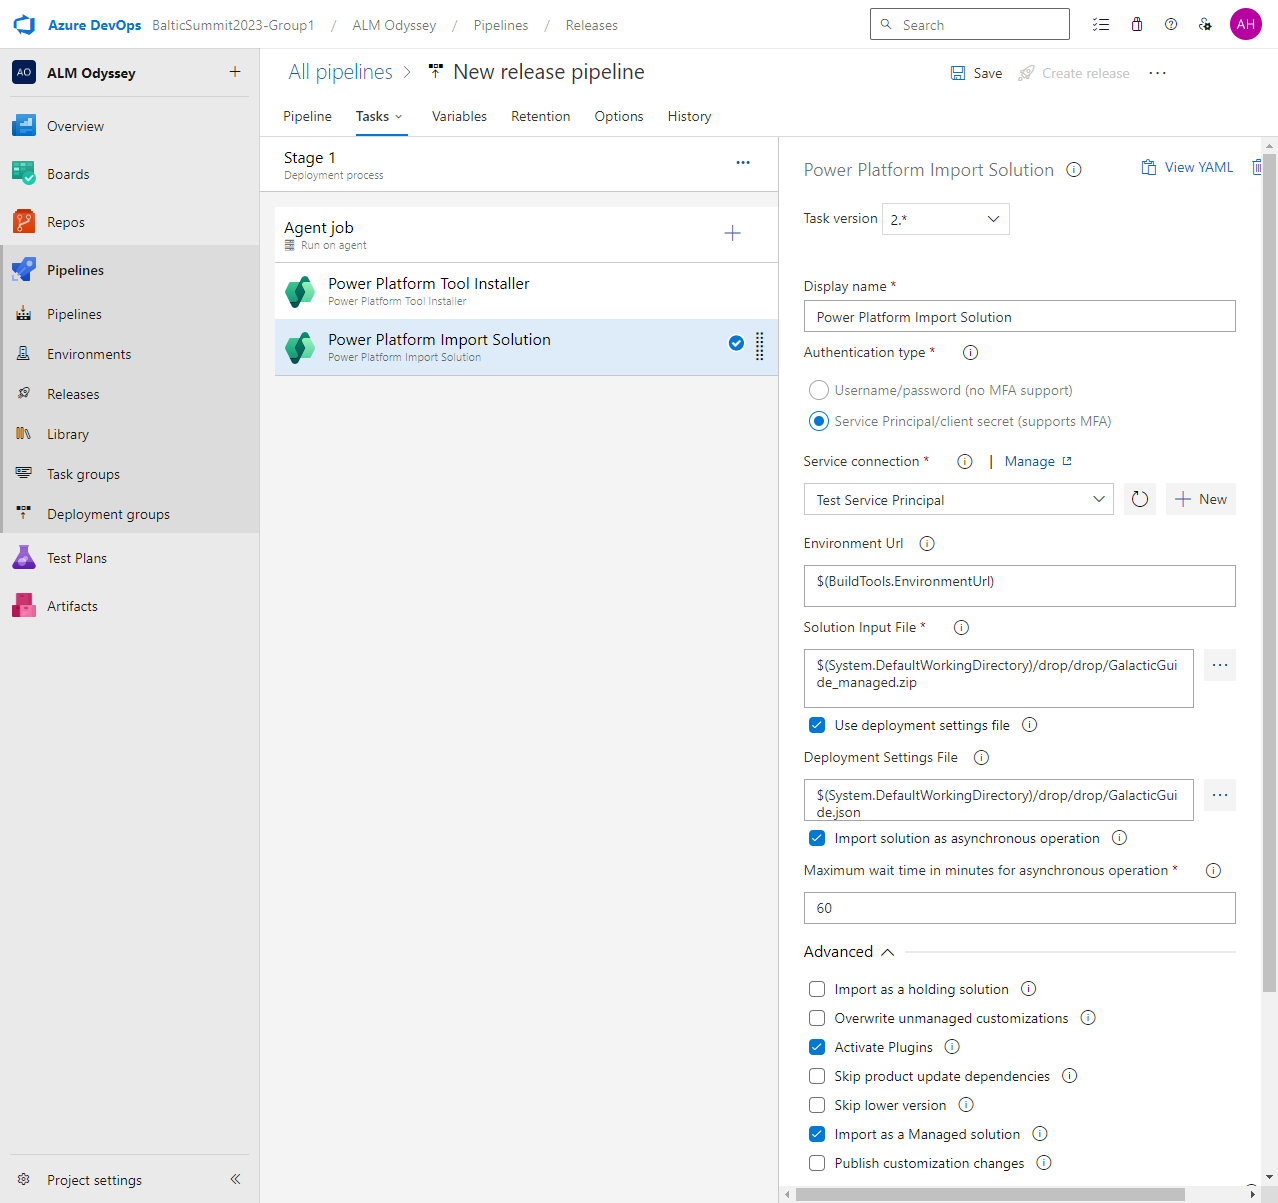 Azure DevOps BalticSummit2023-Group1 / ALM Odyssey / Pipelines / Releases
Search
AH
AO ALM Odyssey
Overview
Boards
Repos
Pipelines
Pipelines
Environments
Releases
Library
Task groups
Deployment groups
Test Plans
Artifacts
Project settings
All pipelines > New release pipeline
Save
Create release
Pipeline Tasks Variables Retention Options History
Stage 1
Deployment process
Agent job
Run on agent
Power Platform Tool Installer
Power Platform Tool Installer
Power Platform Import Solution
Power Platform Import Solution
Power Platform Import Solution
View YAML
Task version 2.*
Display name *
Power Platform Import Solution
Authentication type *
Username/password (no MFA support)
Service Principal/client secret (supports MFA)
Service connection * | Manage
Test Service Principal
New
Environment Url
$(BuildTools.EnvironmentUrl)
Solution Input File *
$(System.DefaultWorkingDirectory)/drop/drop/GalacticGui
de_managed.zip
Use deployment settings file
Deployment Settings File
$(System.DefaultWorkingDirectory)/drop/drop/GalacticGui
de.json
Import solution as asynchronous operation
Maximum wait time in minutes for asynchronous operation *
60
Advanced
Import as a holding solution
Overwrite unmanaged customizations
Activate Plugins
Skip product update dependencies
Skip lower version
Import as a Managed solution
Publish customization changes